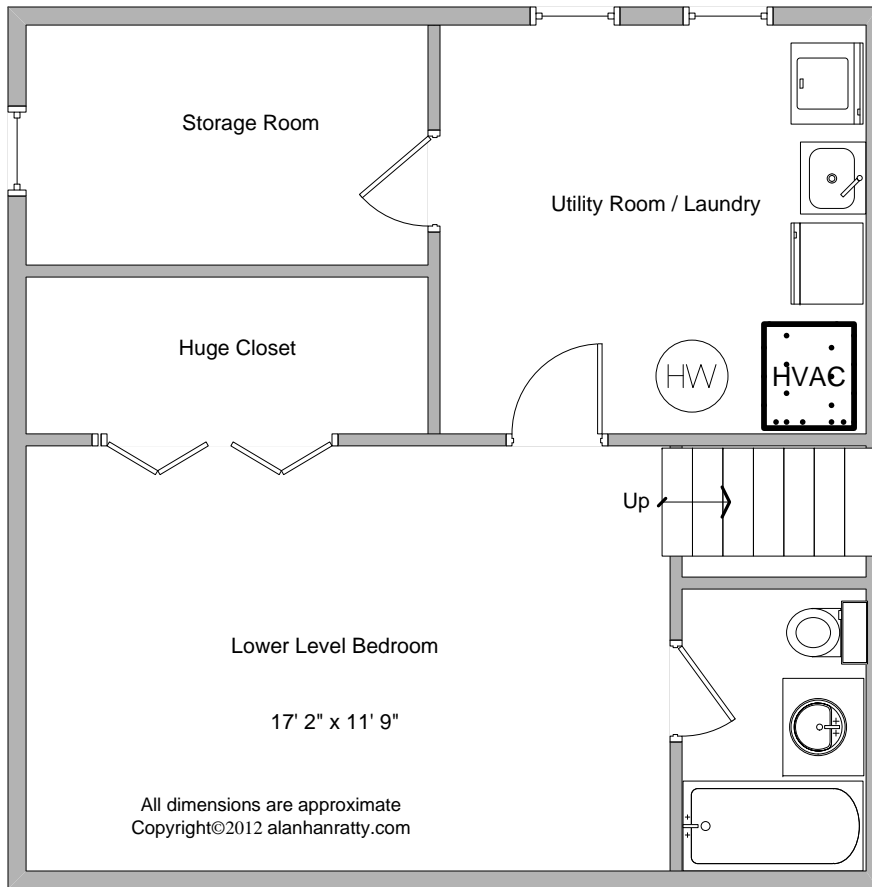 Storage Room
Utility Room / Laundry
Huge Closet
HW
HVAC
Up
Lower Level Bedroom
17' 2" x 11' 9"
All dimensions are approximate
Copyright©2012 alanhanratty.com